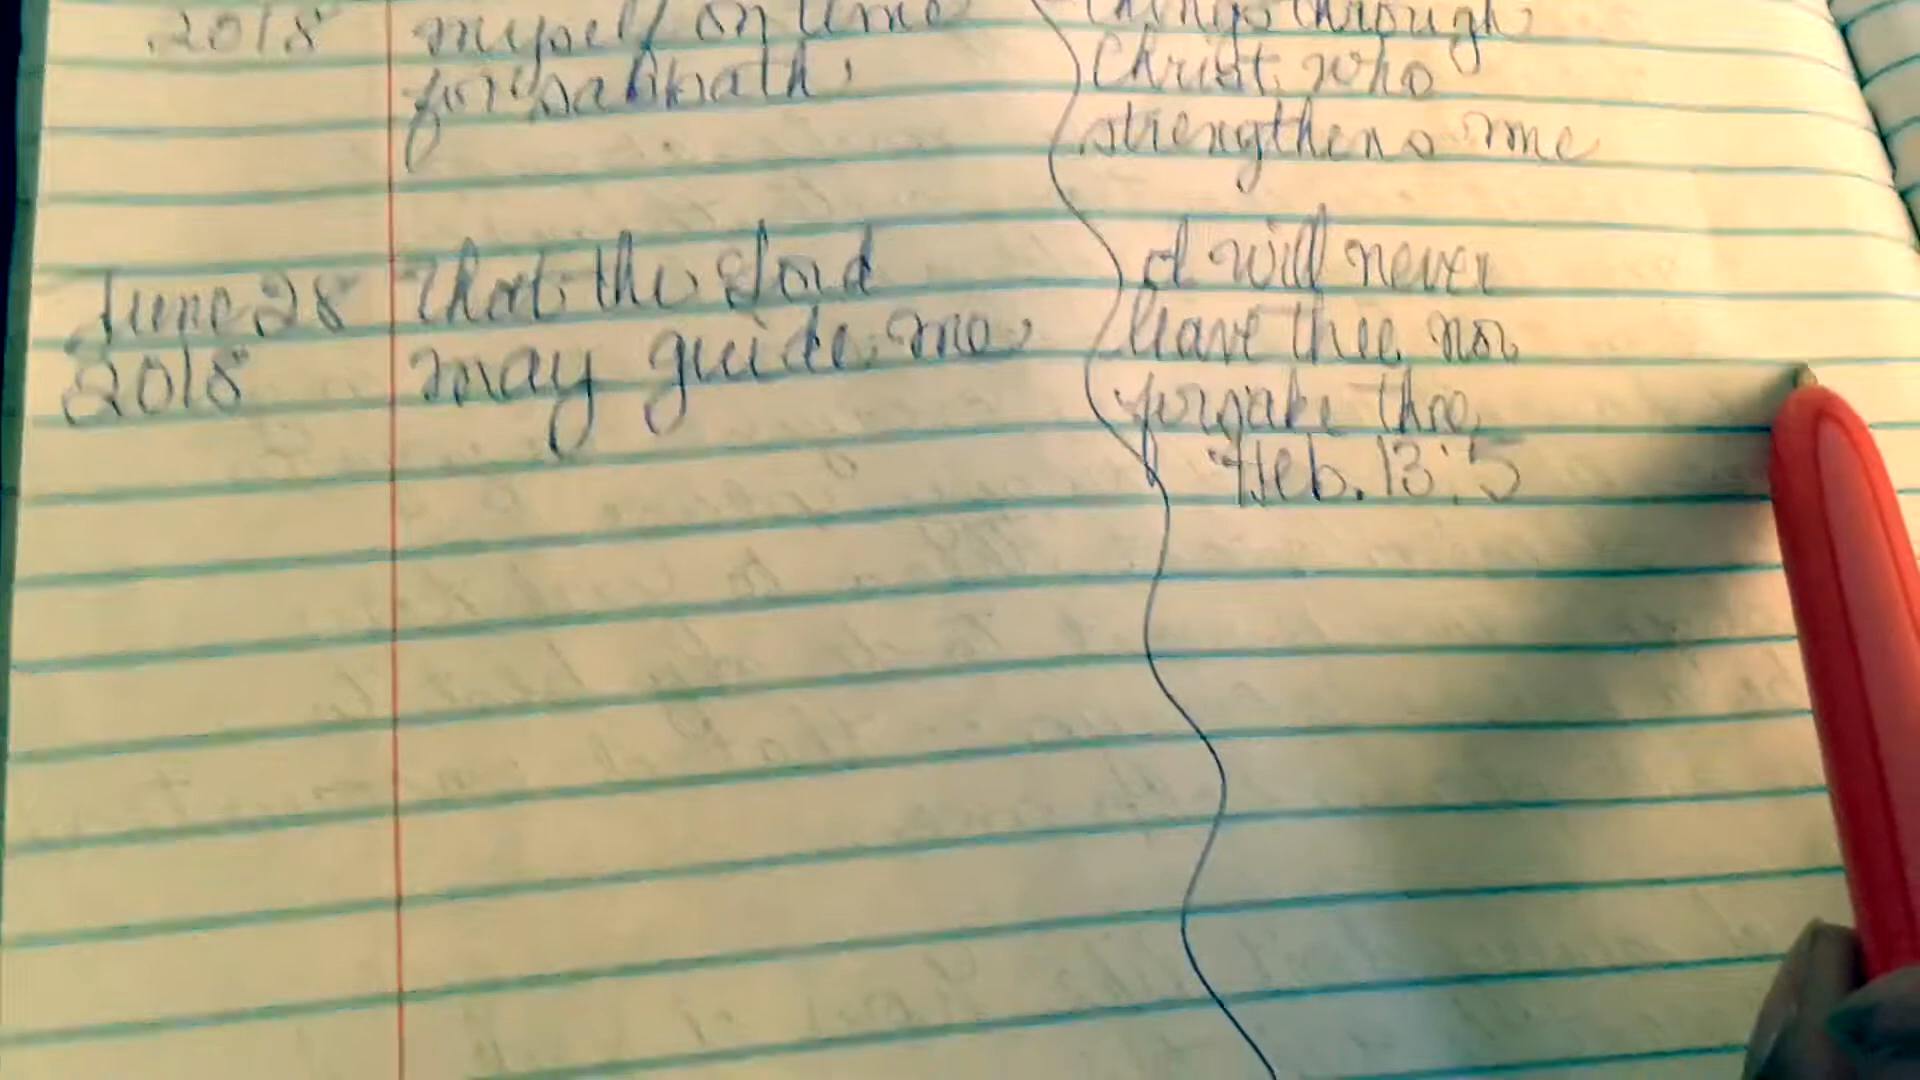 2018 myself on time
for Sabbath.
things through
Christ who
strengthens me
June 28 That the Lord
2018 may guide me
I will never
leave thee nor
forsake thee
Heb. 13:5